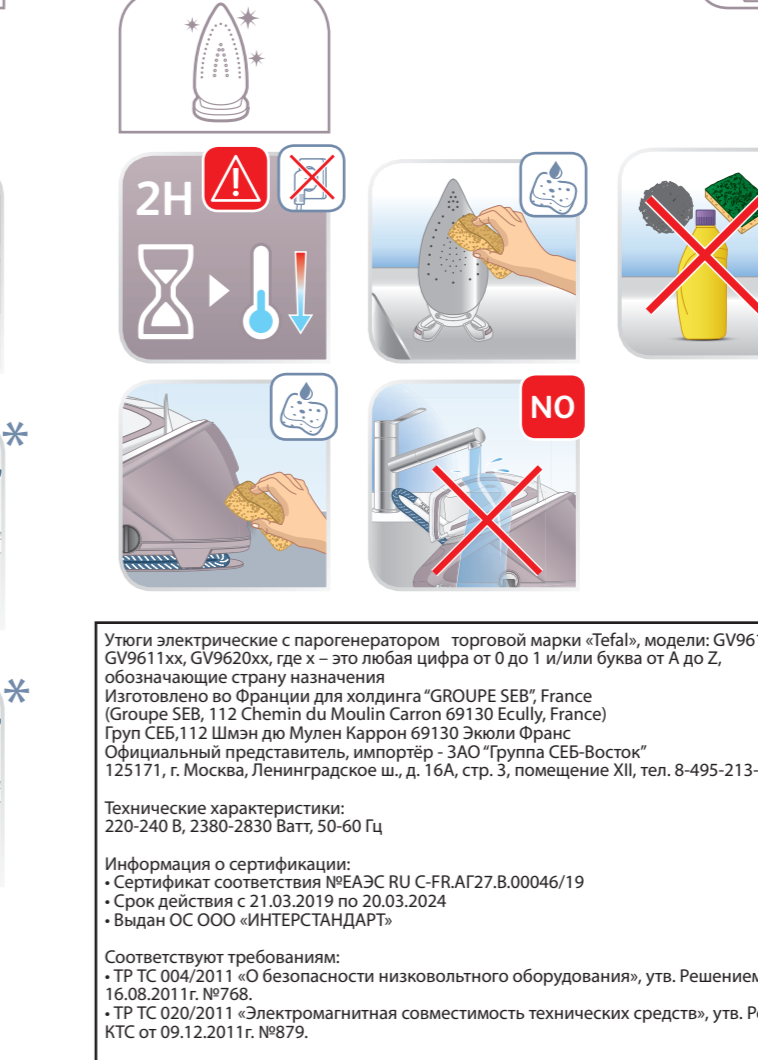 2H
NO
*
*
Утюги электрические с парогенератором торговой марки «Tefal», модели: GV961
GV9611xx, GV9620xx, где x – это любая цифра от 0 до 1 и/или буква от A до Z,
обозначающие страну назначения
Изготовлено во Франции для холдинга “GROUPE SEB”, France
(Groupe SEB, 112 Chemin du Moulin Carron 69130 Ecully, France)
Груп СЕБ,112 Шмэн дю Мулен Каррон 69130 Экюли Франс
Официальный представитель, импортёр - ЗАО “Группа СЕБ-Восток”
125171, г. Москва, Ленинградское ш., д. 16А, стр. 3, помещение XII, тел. 8-495-213-
Технические характеристики:
220-240 В, 2380-2830 Ватт, 50-60 Гц
Информация о сертификации:
• Сертификат соответствия №ЕАЭС RU C-FR.АГ27.В.00046/19
• Срок действия с 21.03.2019 по 20.03.2024
• Выдан ОС ООО «ИНТЕРСТАНДАРТ»
Соответствуют требованиям:
• ТР ТС 004/2011 «О безопасности низковольтного оборудования», утв. Решением
16.08.2011г. №768.
• ТР ТС 020/2011 «Электромагнитная совместимость технических средств», утв.
КТС от 09.12.2011г. №879.